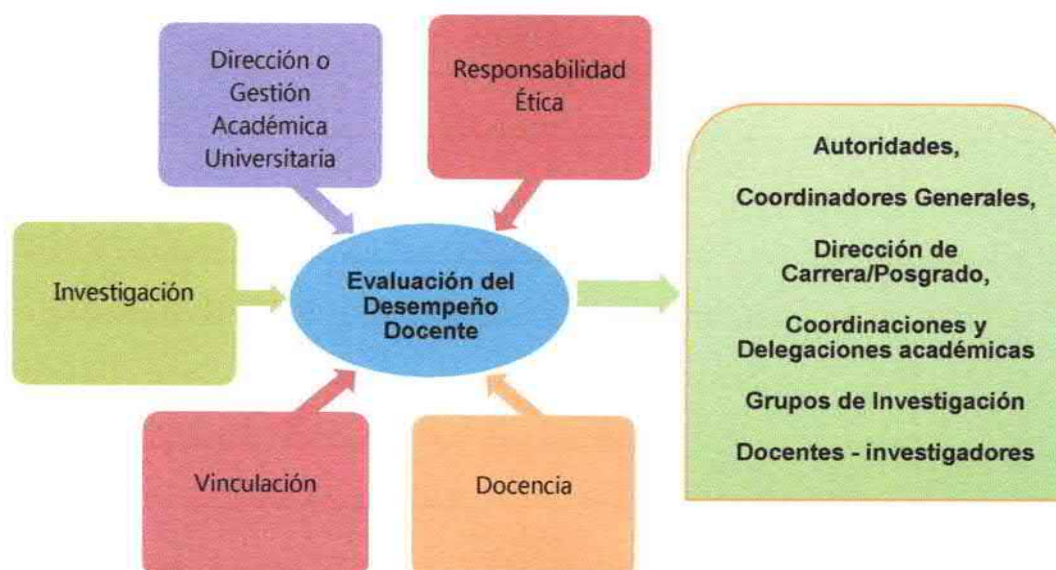 Dirección o
Gestión
Académica
Universitaria
Responsabilidad
Ética
Investigación
Evaluación del
Desempeño
Docente
Vinculación
Docencia
Autoridades,
Coordinadores Generales,
Dirección de
Carrera/Posgrado,
Coordinaciones y
Delegaciones académicas
Grupos de Investigación
Docentes - investigadores